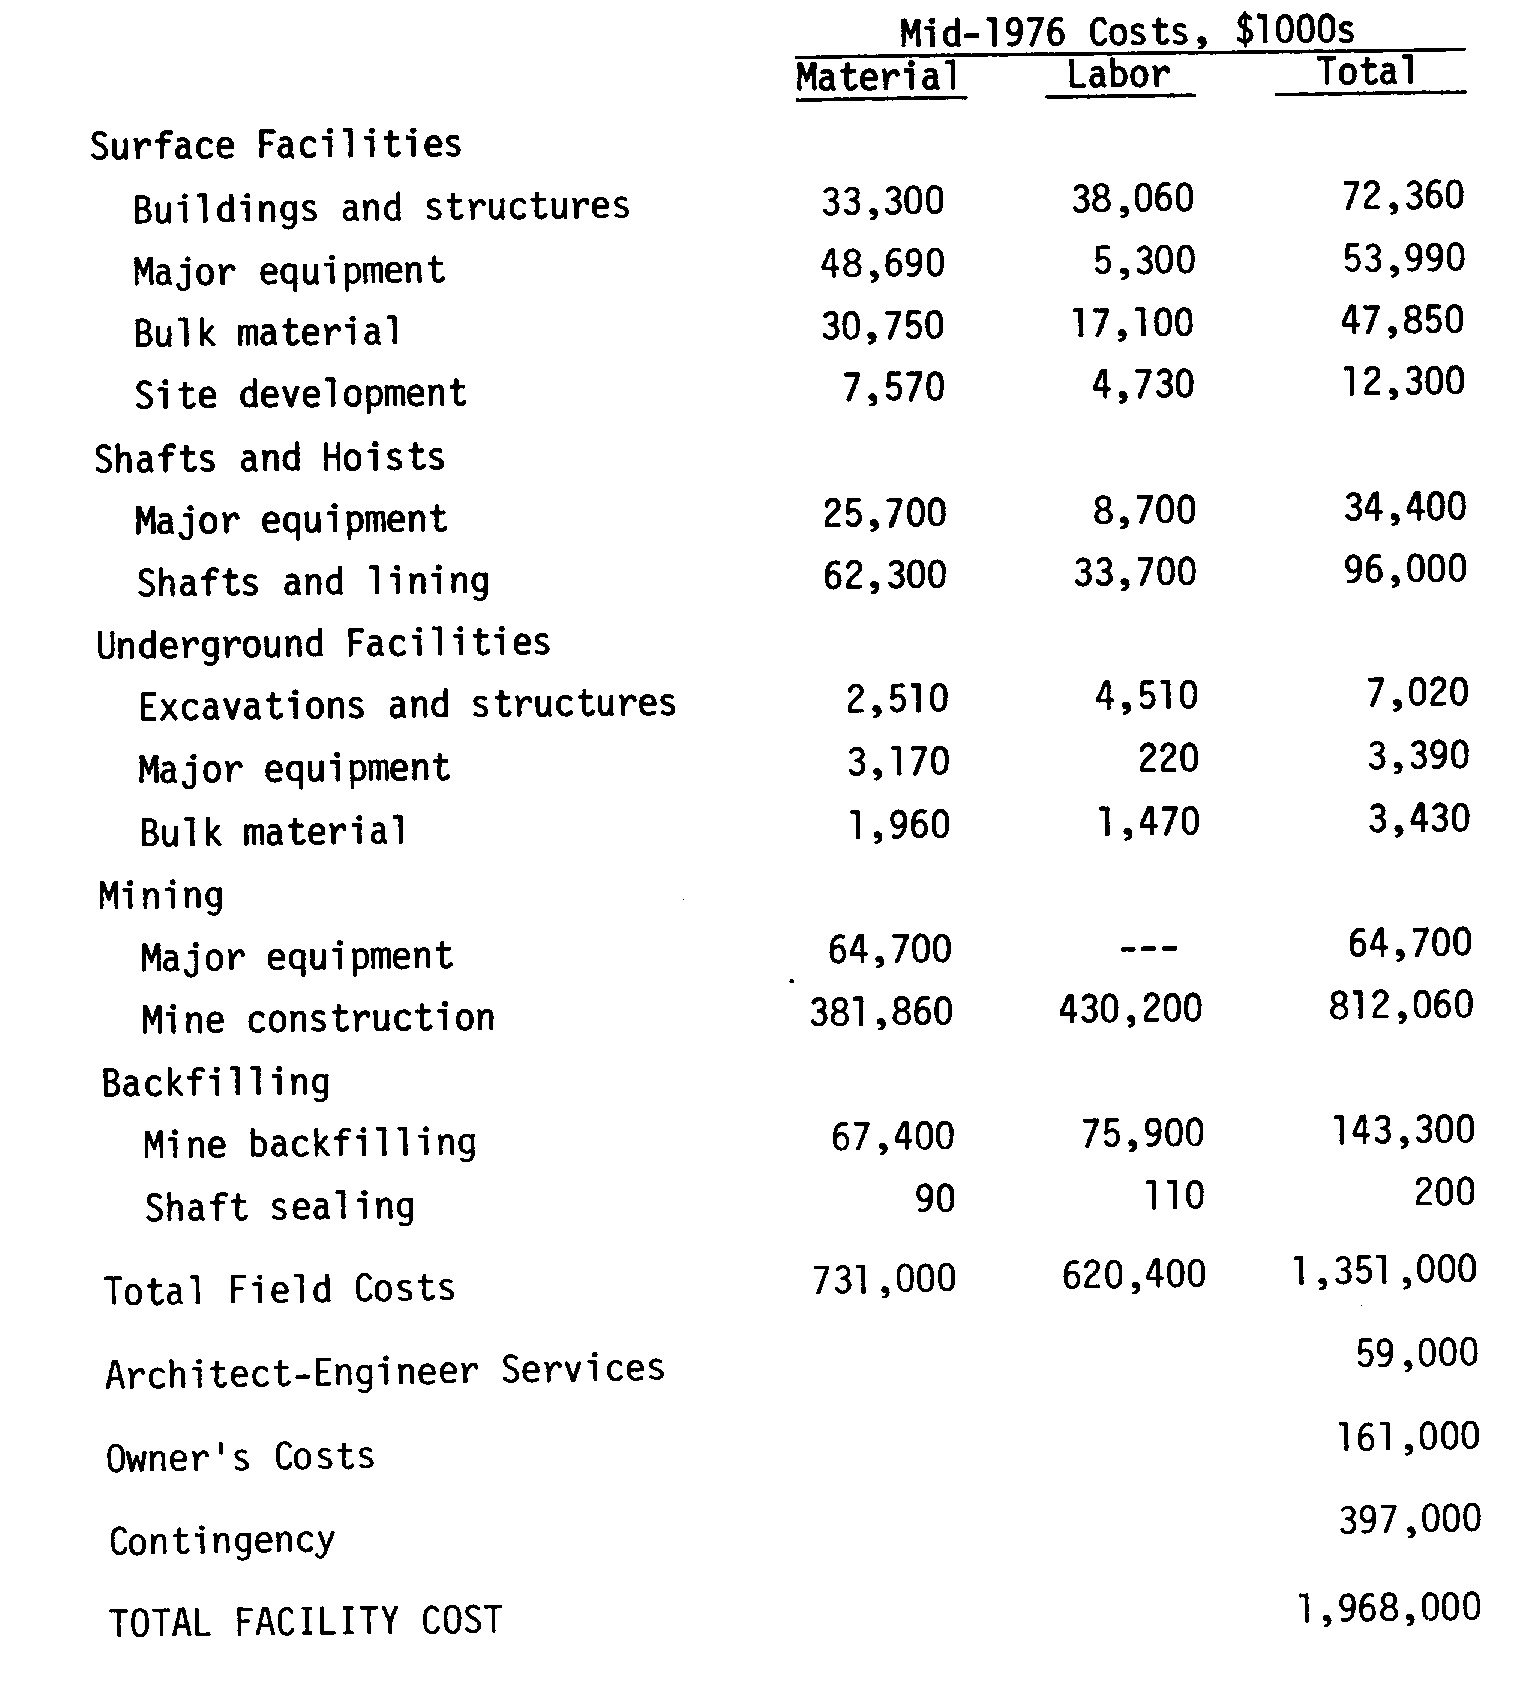 Mid-1976 Costs, $1000s
Material Labor Total
Surface Facilities
Buildings and structures 33,300 38,060 72,360
Major equipment 48,690 5,300 53,990
Bulk material 30,750 17,100 47,850
Site development 7,570 4,730 12,300
Shafts and Hoists
Major equipment 25,700 8,700 34,400
Shafts and lining 62,300 33,700 96,000
Underground Facilities
Excavations and structures 2,510 4,510 7,020
Major equipment 3,170 220 3,390
Bulk material 1,960 1,470 3,430
Mining
Major equipment 64,700 --- 64,700
Mine construction 381,860 430,200 812,060
Backfilling
Mine backfilling 67,400 75,900 143,300
Shaft sealing 90 110 200
Total Field Costs 731,000 620,400 1,351,000
Architect-Engineer Services 59,000
Owner's Costs 161,000
Contingency 397,000
TOTAL FACILITY COST 1,968,000